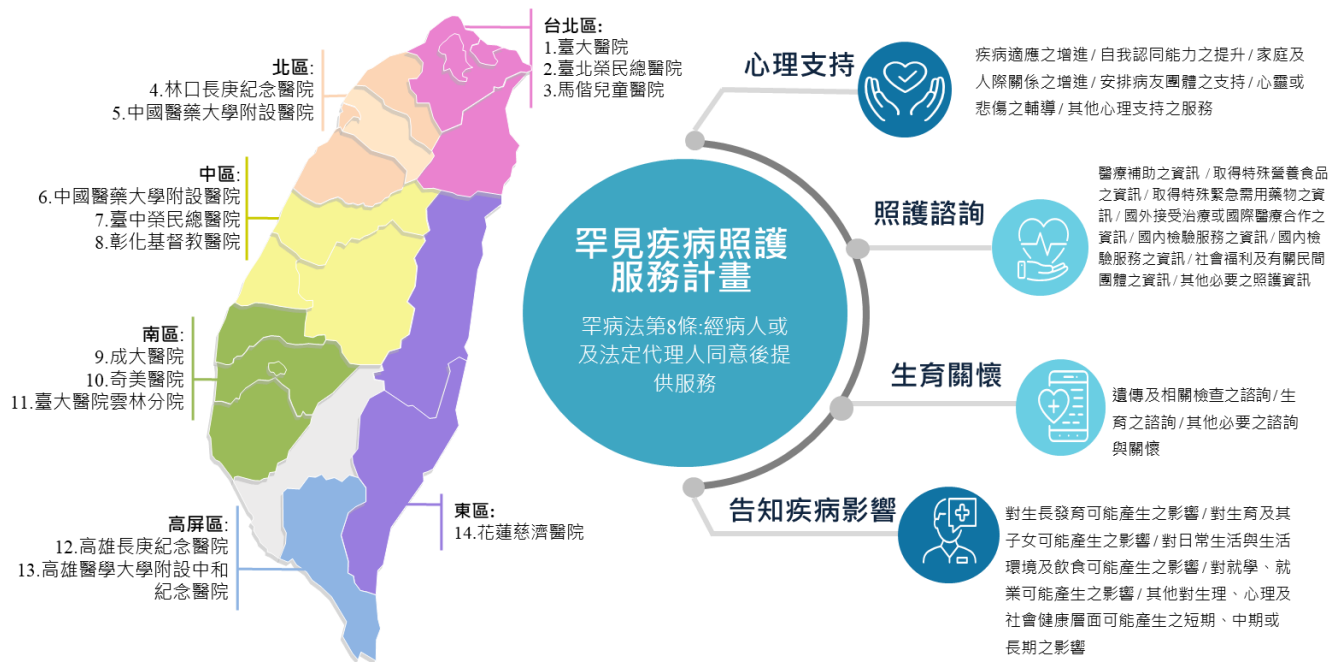 台北區:
1.臺大醫院
2.臺北榮民總醫院
3.馬偕兒童醫院
北區:
4.林口長庚紀念醫院
5.中國醫藥大學附設醫院
中區:
6.中國醫藥大學附設醫院
7.臺中榮民總醫院
8.彰化基督教醫院
南區:
9.成大醫院
10.奇美醫院
11.臺大醫院雲林分院
高屏區:
12.高雄長庚紀念醫院
13.高雄醫學大學附設中和
紀念醫院
東區:
14.花蓮慈濟醫院
罕見疾病照護
服務計畫
罕病法第8條:經病人或
及法定代理人同意後提
供服務
心理支持
疾病適應之增進/自我認同能力之提升/家庭及
人際關係之增進/安排病友團體之支持/心靈或
悲傷之輔導/其他心理支持之服務
照護諮詢
醫療補助之資訊/取得特殊營養食品
之資訊/取得特殊緊急需用藥物之資
訊/國外接受治療或國際醫療合作之
資訊/國內檢驗服務之資訊/國內檢
驗服務之資訊/社會福利及有關民間
團體之資訊/其他必要之照護資訊
生育關懷
遺傳及相關檢查之諮詢/生
育之諮詢/其他必要之諮詢
與關懷
告知疾病影響
對生長發育可能產生之影響/對生育及其
子女可能產生之影響/對日常生活與生活
環境及飲食可能產生之影響/對就學、就
業可能產生之影響/其他對生理、心理及
社會健康層面可能產生之短期、中期或
長期之影響